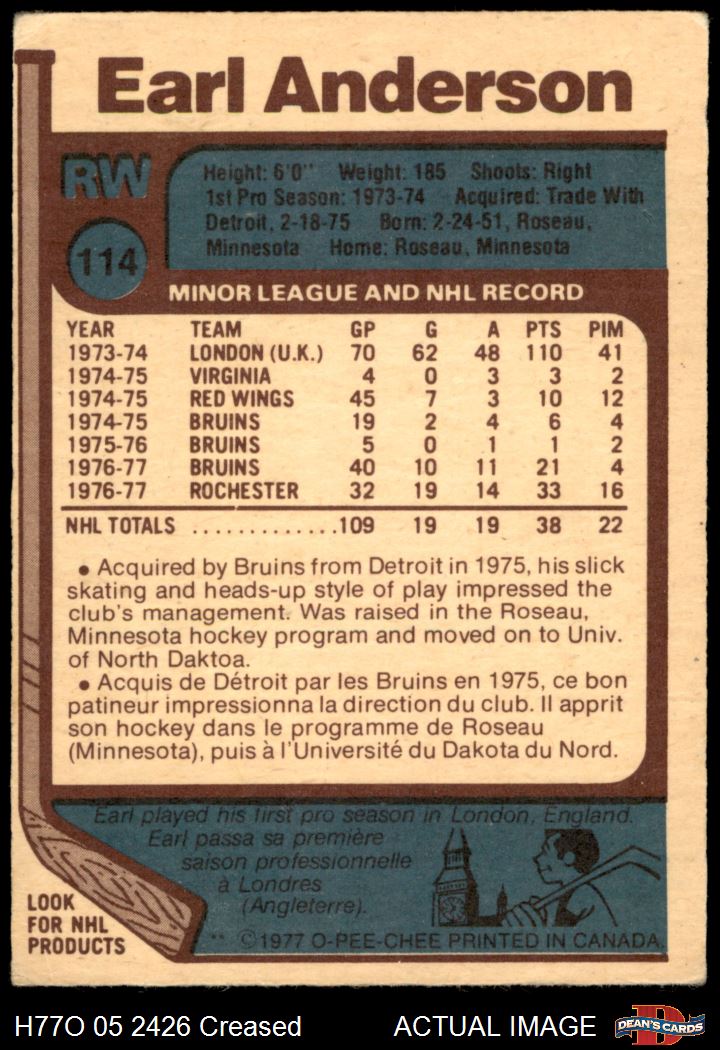 Earl Anderson
RW
114
Height: 6'0" Weight: 185 Shoots: Right
1st Pro Season: 1973-74 Acquired: Trade With
Detroit, 2-18-75 Born: 2-24-51, Roseau,
Minnesota Home: Roseau, Minnesota
MINOR LEAGUE AND NHL RECORD
YEAR TEAM GP G A PTS PIM
1973-74 LONDON (U.K.) 70 62 48 110 41
1974-75 VIRGINIA 4 0 3 3 2
1974-75 RED WINGS 45 7 3 10 12
1974-75 BRUINS 19 2 4 6 4
1975-76 BRUINS 5 0 1 1 2
1976-77 BRUINS 40 10 11 21 4
1976-77 ROCHESTER 32 19 14 33 16
NHL TOTALS .............109 19 19 38 22
• Acquired by Bruins from Detroit in 1975, his slick
skating and heads-up style of play impressed the
club's management. Was raised in the Roseau,
Minnesota hockey program and moved on to Univ.
of North Daktoa.
• Acquis de Détroit par les Bruins en 1975, ce bon
patineur impressionna la direction du club. Il apprit
son hockey dans le programme de Roseau
(Minnesota), puis à l'Université du Dakota du Nord.
Earl played his first pro season in London, England.
Earl passa sa première
saison professionnelle
à Londres
(Angleterre).
LOOK
FOR NHL
PRODUCTS
** ©1977 O-PEE-CHEE PRINTED IN CANADA.
H77O 05 2426 Creased ACTUAL IMAGE
D
DEAN'S CARDS